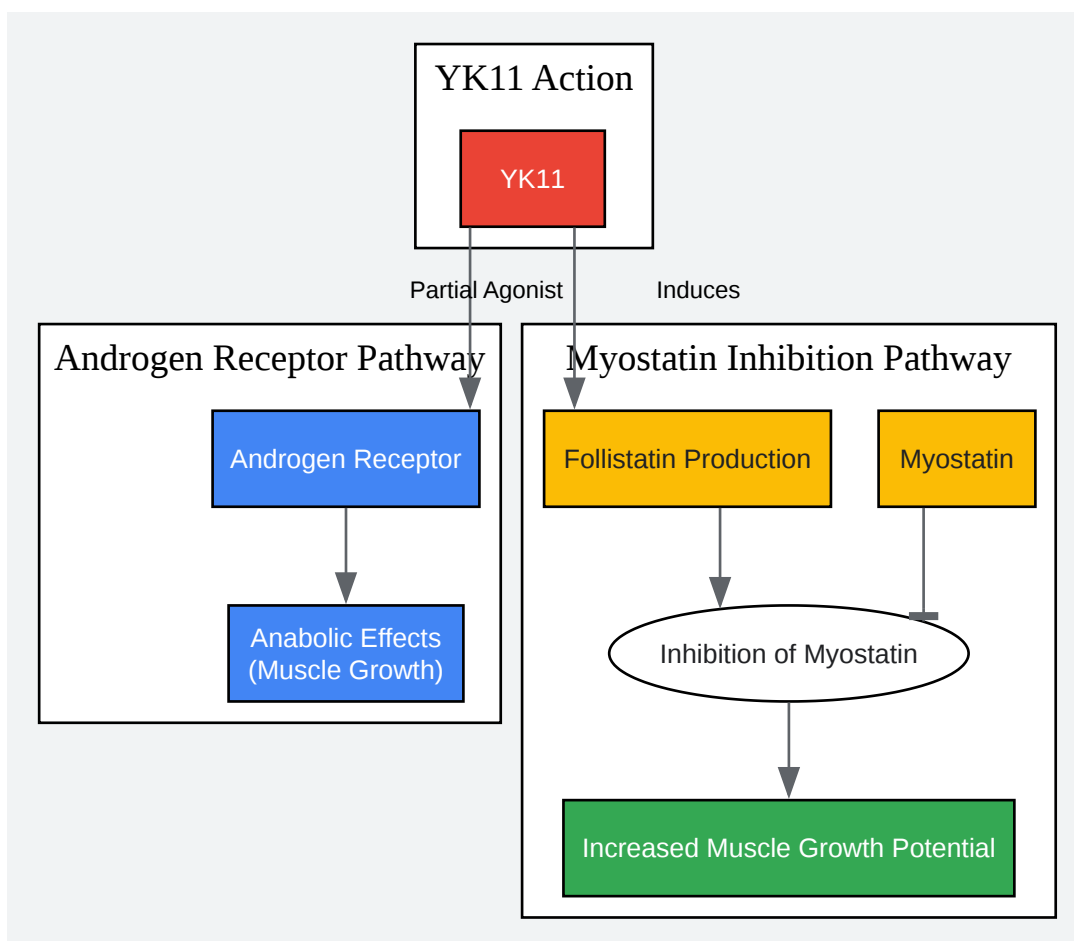 YK11 Action
YK11
Partial Agonist
Induces
Androgen Receptor Pathway
Myostatin Inhibition Pathway
Androgen Receptor
Follistatin Production
Myostatin
Anabolic Effects
(Muscle Growth)
Inhibition of Myostatin
Increased Muscle Growth Potential